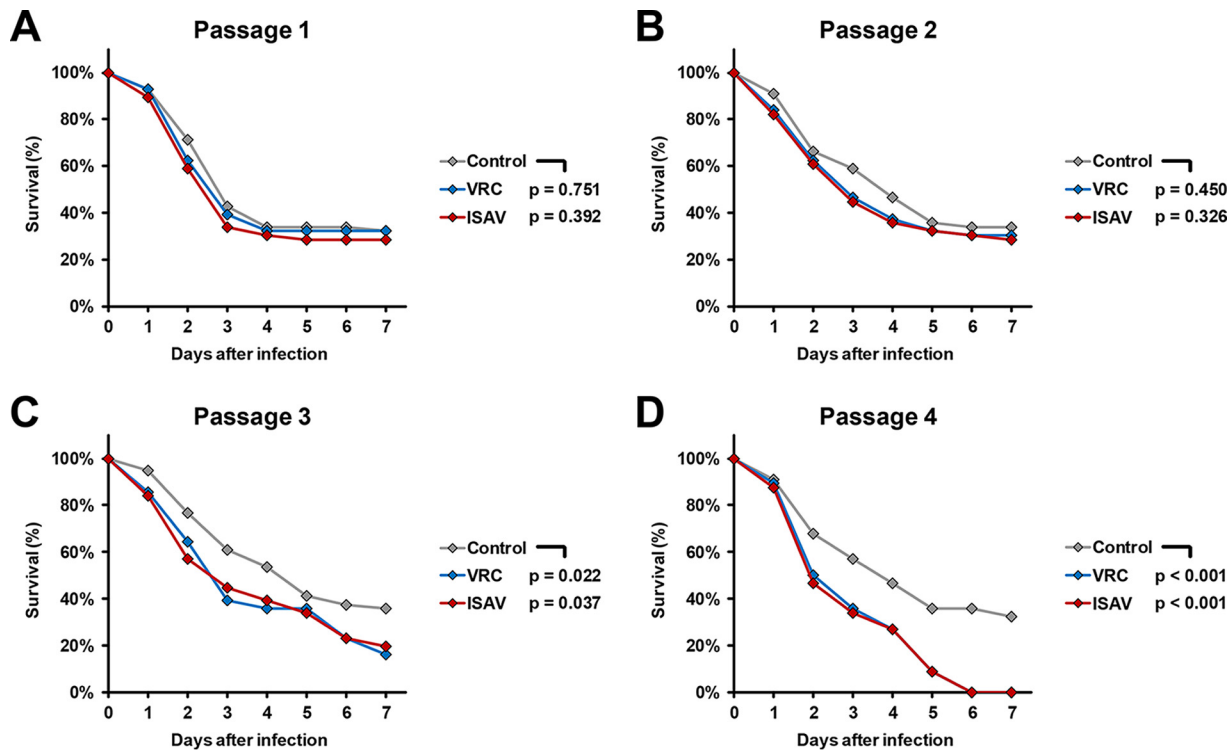 A
Passage 1
100%
80%
60%
40%
20%
0%
Survival (%)
0 1 2 3 4 5 6 7
Days after infection
Control
VRC p = 0.751
ISAV p = 0.392
B
Passage 2
100%
80%
60%
40%
20%
0%
Survival (%)
0 1 2 3 4 5 6 7
Days after infection
Control
VRC p = 0.450
ISAV p = 0.326
C
Passage 3
100%
80%
60%
40%
20%
0%
Survival (%)
0 1 2 3 4 5 6 7
Days after infection
Control
VRC p = 0.022
ISAV p = 0.037
D
Passage 4
100%
80%
60%
40%
20%
0%
Survival (%)
0 1 2 3 4 5 6 7
Days after infection
Control
VRC p < 0.001
ISAV p < 0.001